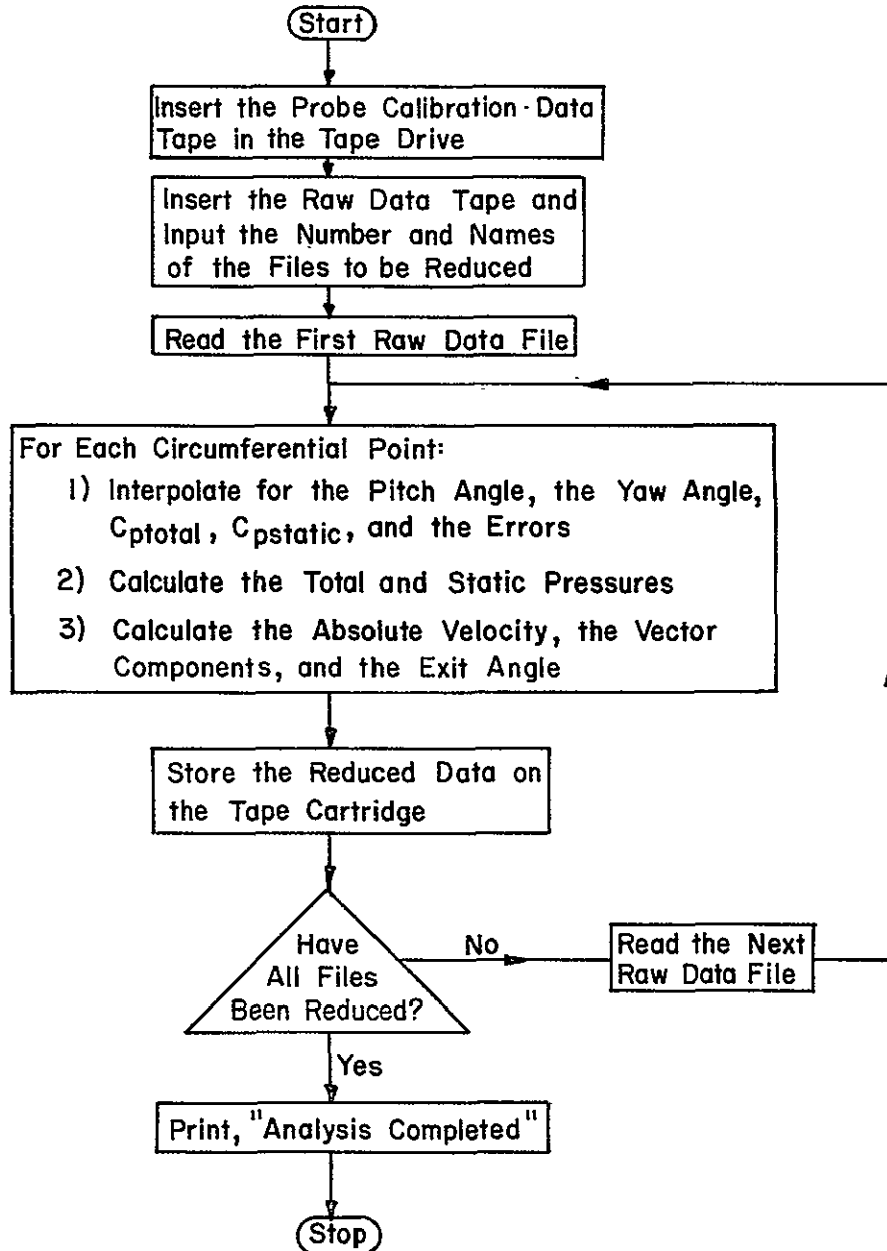 Start
Insert the Probe Calibration-Data
Tape in the Tape Drive
Insert the Raw Data Tape and
Input the Number and Names
of the Files to be Reduced
Read the First Raw Data File
For Each Circumferential Point:
1) Interpolate for the Pitch Angle, the Yaw Angle,
Cptotal, Cpstatic, and the Errors
2) Calculate the Total and Static Pressures
3) Calculate the Absolute Velocity, the Vector
Components, and the Exit Angle
Store the Reduced Data on
the Tape Cartridge
Have
All Files
Been Reduced?
No
Read the Next
Raw Data File
Yes
Print, "Analysis Completed"
Stop